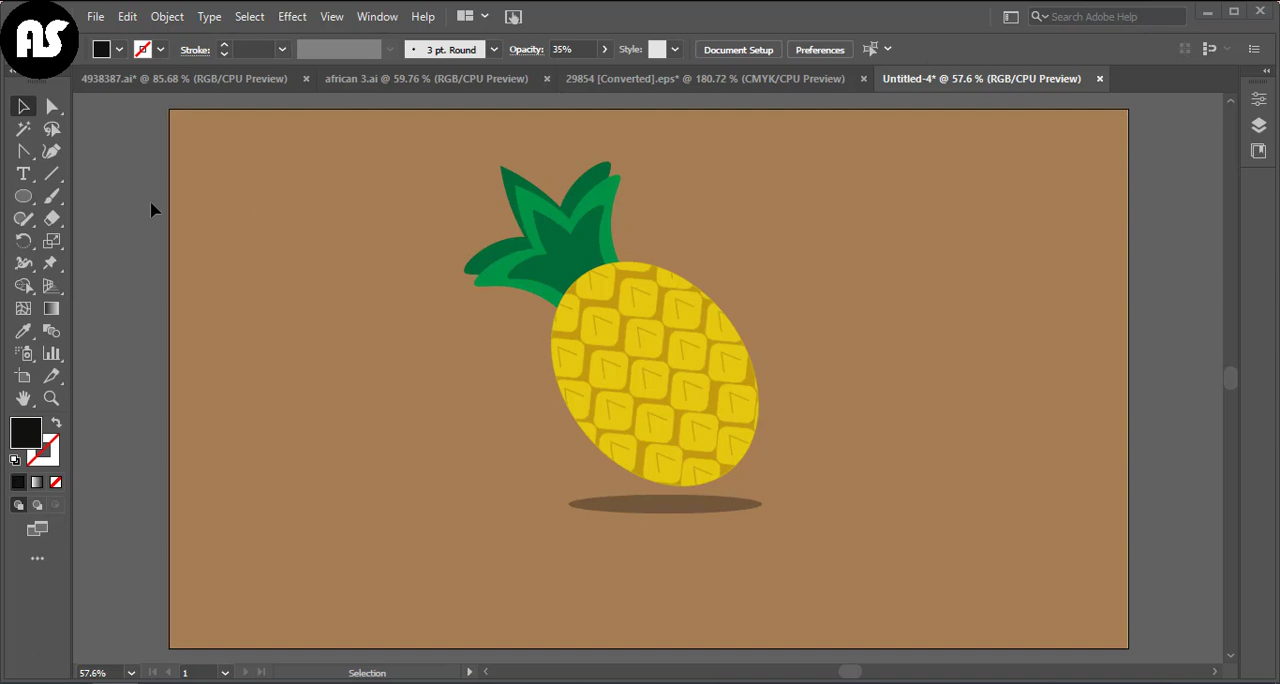 AS
File Edit Object Type Select Effect View Window Help Search Adobe Help
Stroke: 3 pt. Round Opacity: 35% Style: Document Setup Preferences
4938387.ai* @ 85.68 % (RGB/CPU Preview) african 3.ai @ 59.76 % (RGB/CPU Preview) 29854 [Converted].eps* @ 180.72 % (CMYK/CPU Preview) Untitled-4* @ 57.6 % (RGB/CPU Preview)
57.6% 1 Selection